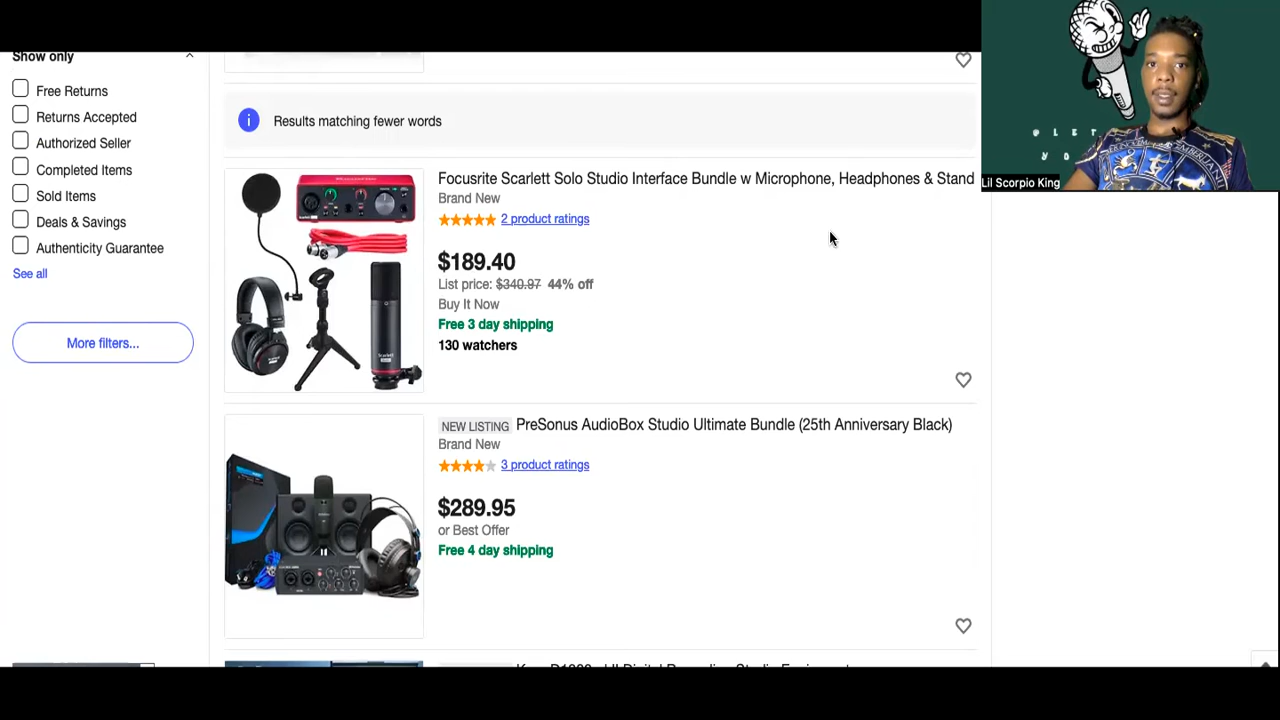 Show only
Free Returns
Returns Accepted
Authorized Seller
Completed Items
Sold Items
Deals & Savings
Authenticity Guarantee
See all
More filters...
Results matching fewer words
Focusrite Scarlett Solo Studio Interface Bundle w Microphone, Headphones & Stand
Brand New
2 product ratings
$189.40
List price: $340.97 44% off
Buy It Now
Free 3 day shipping
130 watchers
NEW LISTING PreSonus AudioBox Studio Ultimate Bundle (25th Anniversary Black)
Brand New
3 product ratings
$289.95
or Best Offer
Free 4 day shipping
@ L E T
Y O
Lil Scorpio King